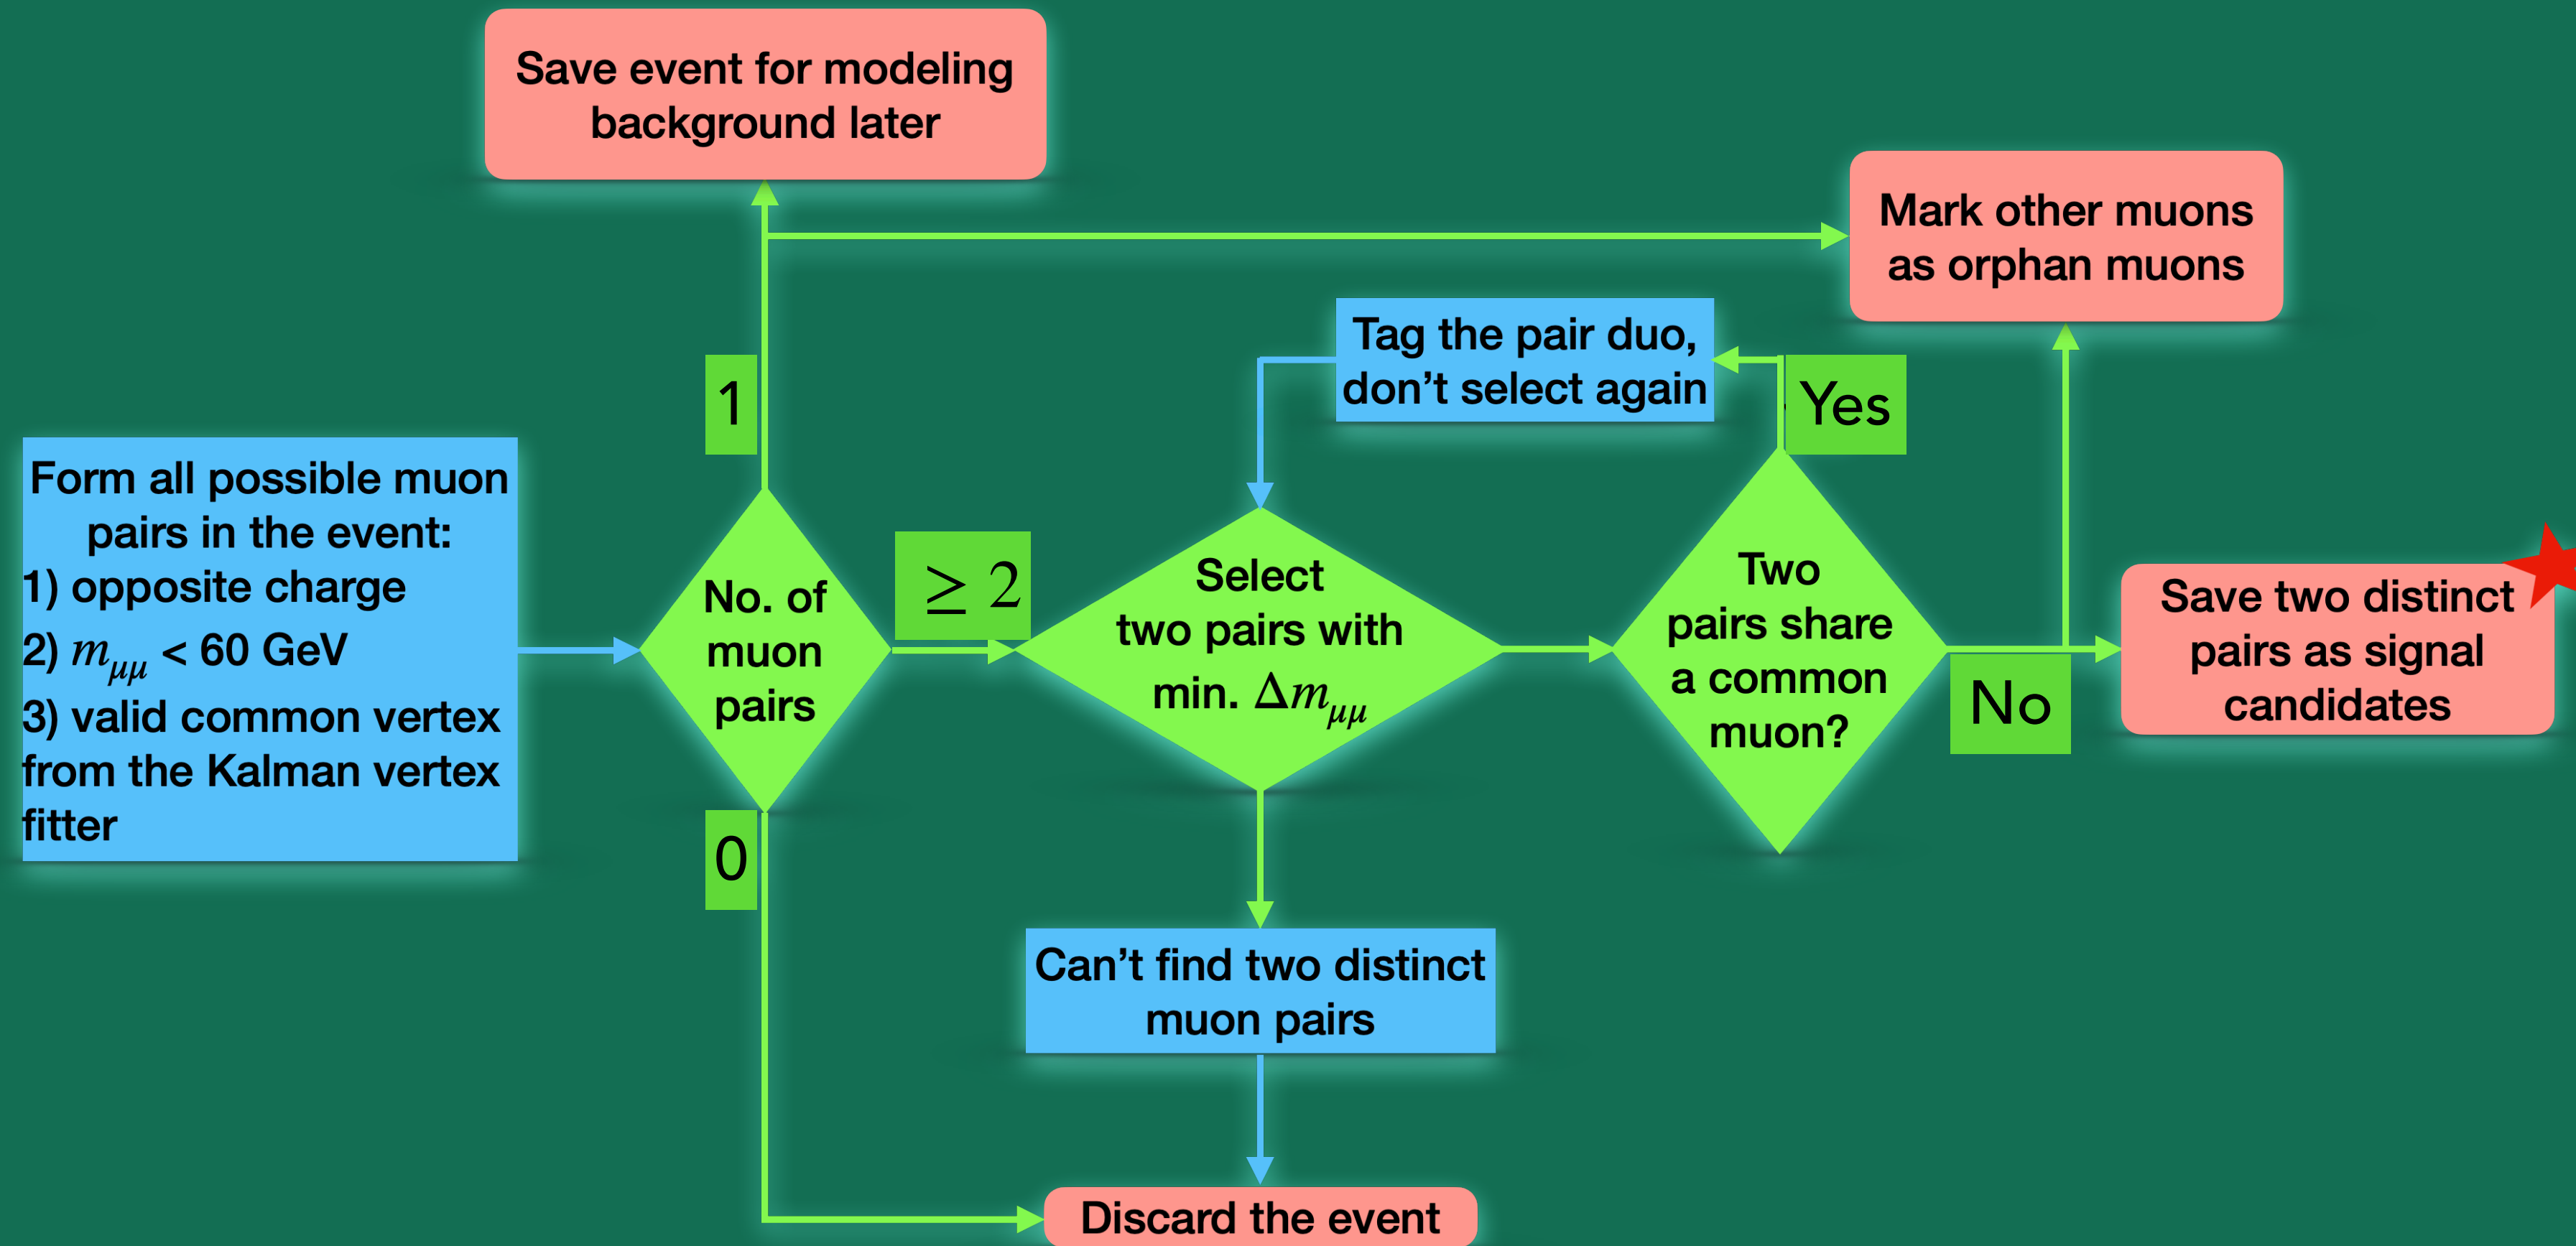 Save event for modeling
background later
Mark other muons
as orphan muons
Tag the pair duo,
don’t select again
1
Yes
Form all possible muon
pairs in the event:
1) opposite charge
2) mμμ < 60 GeV
3) valid common vertex
from the Kalman vertex
fitter
No. of
muon
pairs
≥ 2
Select
two pairs with
min. Δmμμ
Two
pairs share
a common
muon?
No
Save two distinct
pairs as signal
candidates
0
Can’t find two distinct
muon pairs
Discard the event